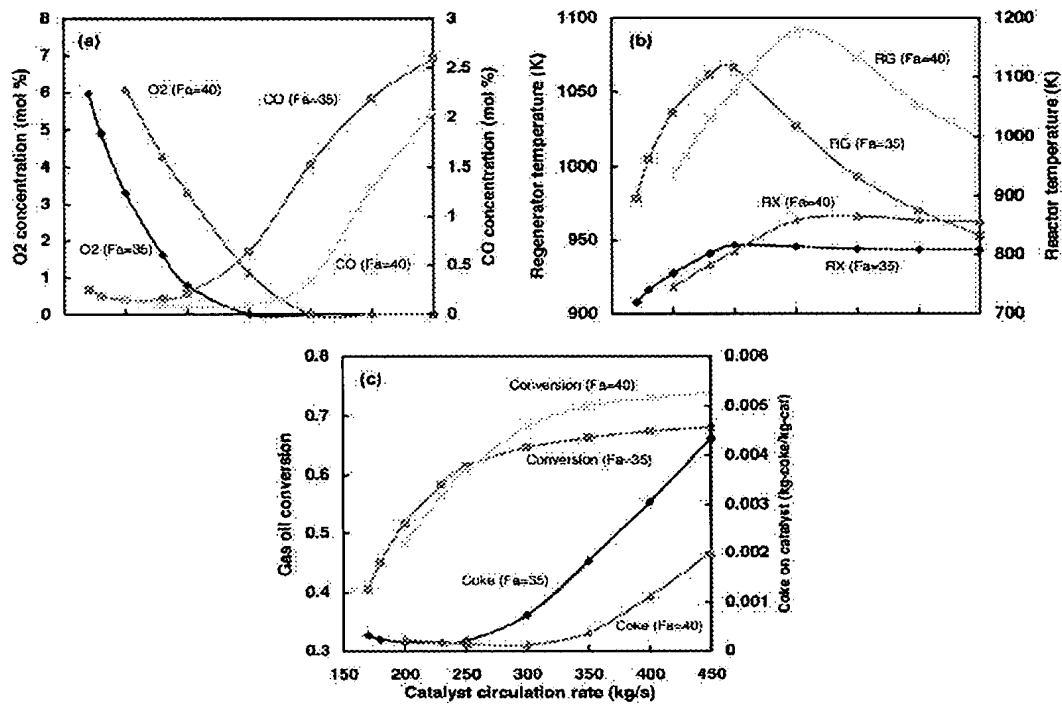 (a)
O2 concentration (mol %)
8
7
6
5
4
3
2
1
0
O2 (Fa=40)
CO (Fa=35)
O2 (Fa=35)
CO (Fa=40)
3
2.5
2
1.5
1
0.5
0
CO concentration (mol %)
(b)
Regenerator temperature (K)
1100
1050
1000
950
900
RG (Fa=40)
RG (Fa=35)
RX (Fa=40)
RX (Fa=35)
1200
1100
1000
900
800
700
Reactor temperature (K)
(c)
Gas oil conversion
0.8
0.7
0.6
0.5
0.4
0.3
Conversion (Fa=40)
Conversion (Fa=35)
Coke (Fa=35)
Coke (Fa=40)
0.006
0.005
0.004
0.003
0.002
0.001
0
Coke on catalyst (kg-coke/kg-cat)
150 200 250 300 350 400 450
Catalyst circulation rate (kg/s)